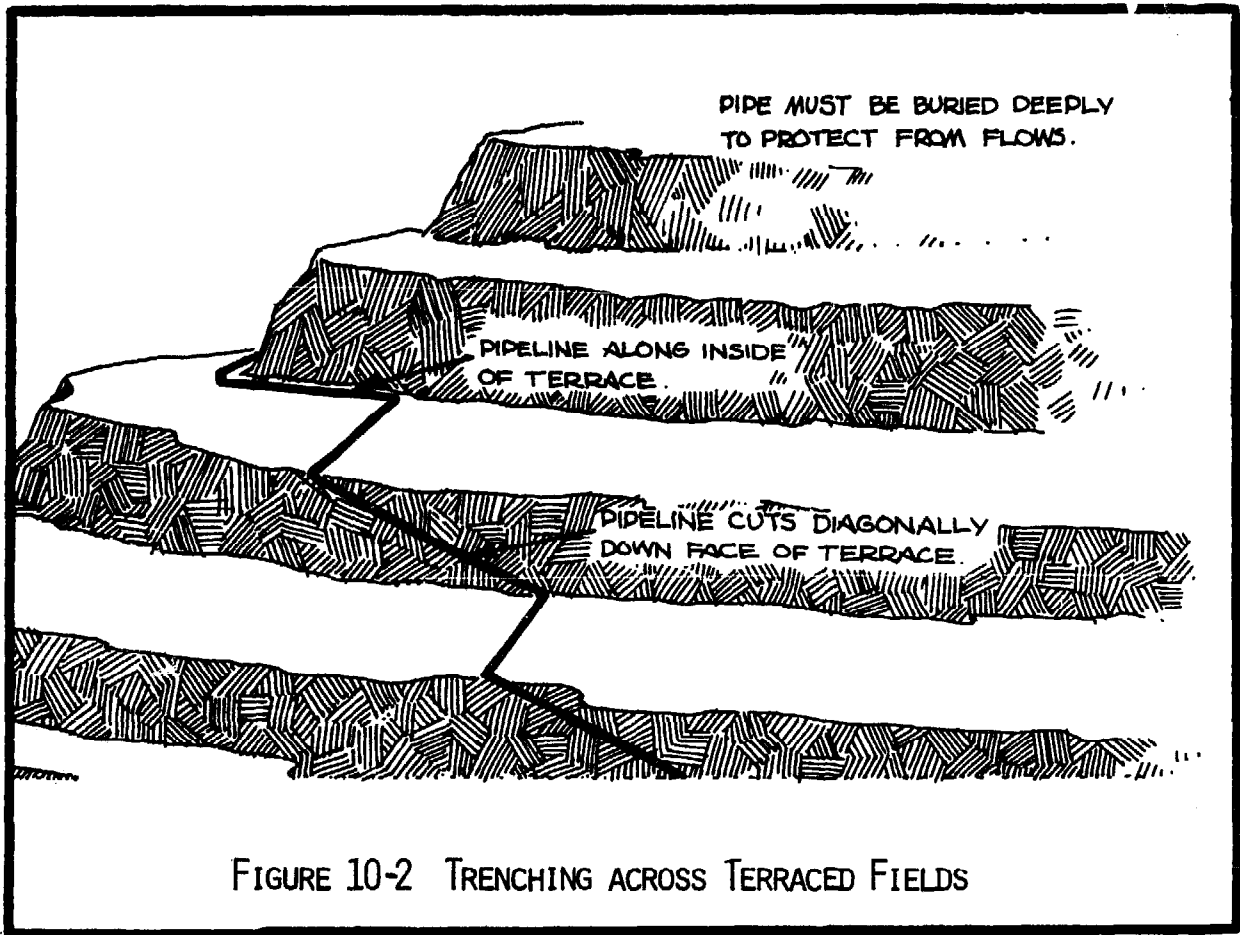 PIPE MUST BE BURIED DEEPLY
TO PROTECT FROM FLOWS.
PIPELINE ALONG INSIDE
OF TERRACE.
PIPELINE CUTS DIAGONALLY
DOWN FACE OF TERRACE.
FIGURE 10-2 TRENCHING ACROSS TERRACED FIELDS